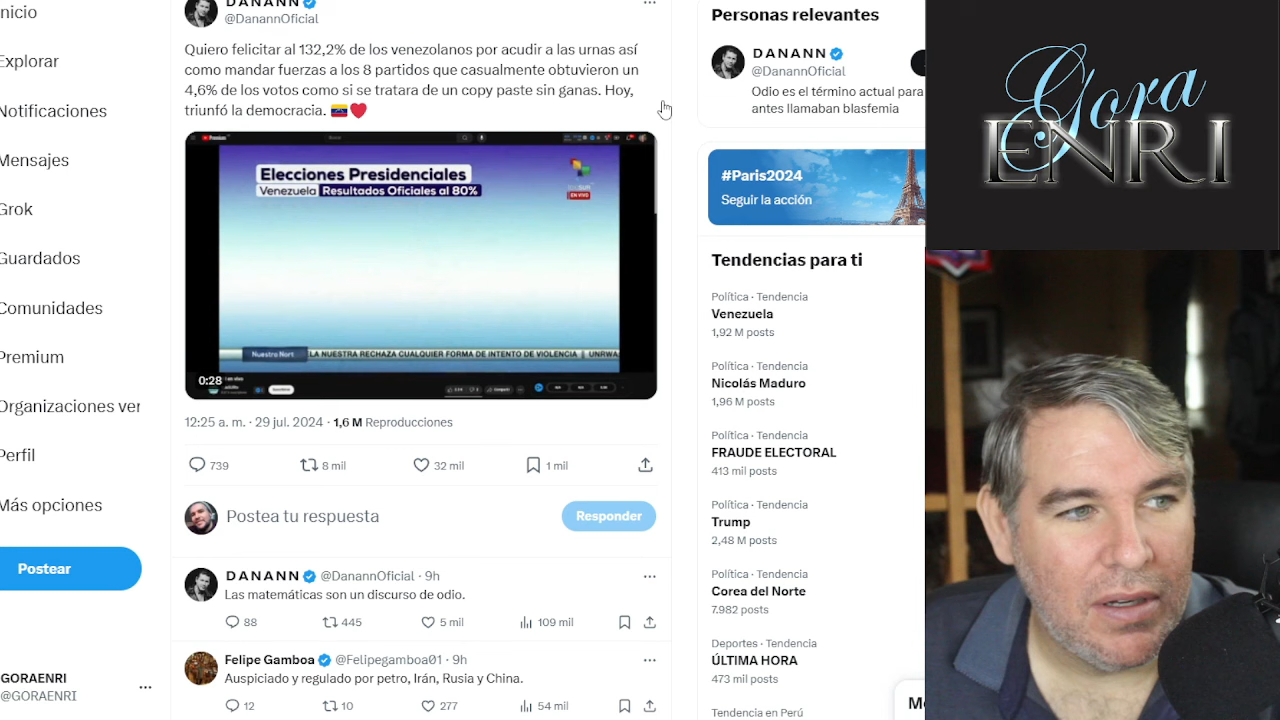 nicio
Explorar
Notificaciones
Mensajes
Grok
Guardados
Comunidades
Premium
Organizaciones ver
Perfil
Más opciones
Postear
GORAENRI
@GORAENRI
DANANN
@DanannOficial
Quiero felicitar al 132,2% de los venezolanos por acudir a las urnas así
como mandar fuerzas a los 8 partidos que casualmente obtuvieron un
4,6% de los votos como si se tratara de un copy paste sin ganas. Hoy,
triunfó la democracia. 🇻🇪❤️
Elecciones Presidenciales
Venezuela Resultados Oficiales al 80%
EN VIVO
Nuestro Nort
LA NUESTRA RECHAZA CUALQUIER FORMA DE INTENTO DE VIOLENCIA || UNRWA
0:28
12:25 a. m. · 29 jul. 2024 · 1,6 M Reproducciones
739 8 mil 32 mil 1 mil
Postea tu respuesta
Responder
DANANN @DanannOficial · 9h
Las matemáticas son un discurso de odio.
88 445 5 mil 109 mil
Felipe Gamboa @Felipegamboa01 · 9h
Auspiciado y regulado por petro, Irán, Rusia y China.
12 10 277 54 mil
Personas relevantes
DANANN
@DanannOficial
Odio es el término actual para
antes llamaban blasfemia
#Paris2024
Seguir la acción
Tendencias para ti
Política · Tendencia
Venezuela
1,92 M posts
Política · Tendencia
Nicolás Maduro
1,96 M posts
Política · Tendencia
FRAUDE ELECTORAL
413 mil posts
Política · Tendencia
Trump
2,48 M posts
Política · Tendencia
Corea del Norte
7.982 posts
Deportes · Tendencia
ÚLTIMA HORA
473 mil posts
Tendencia en Perú
Gora
ENRI